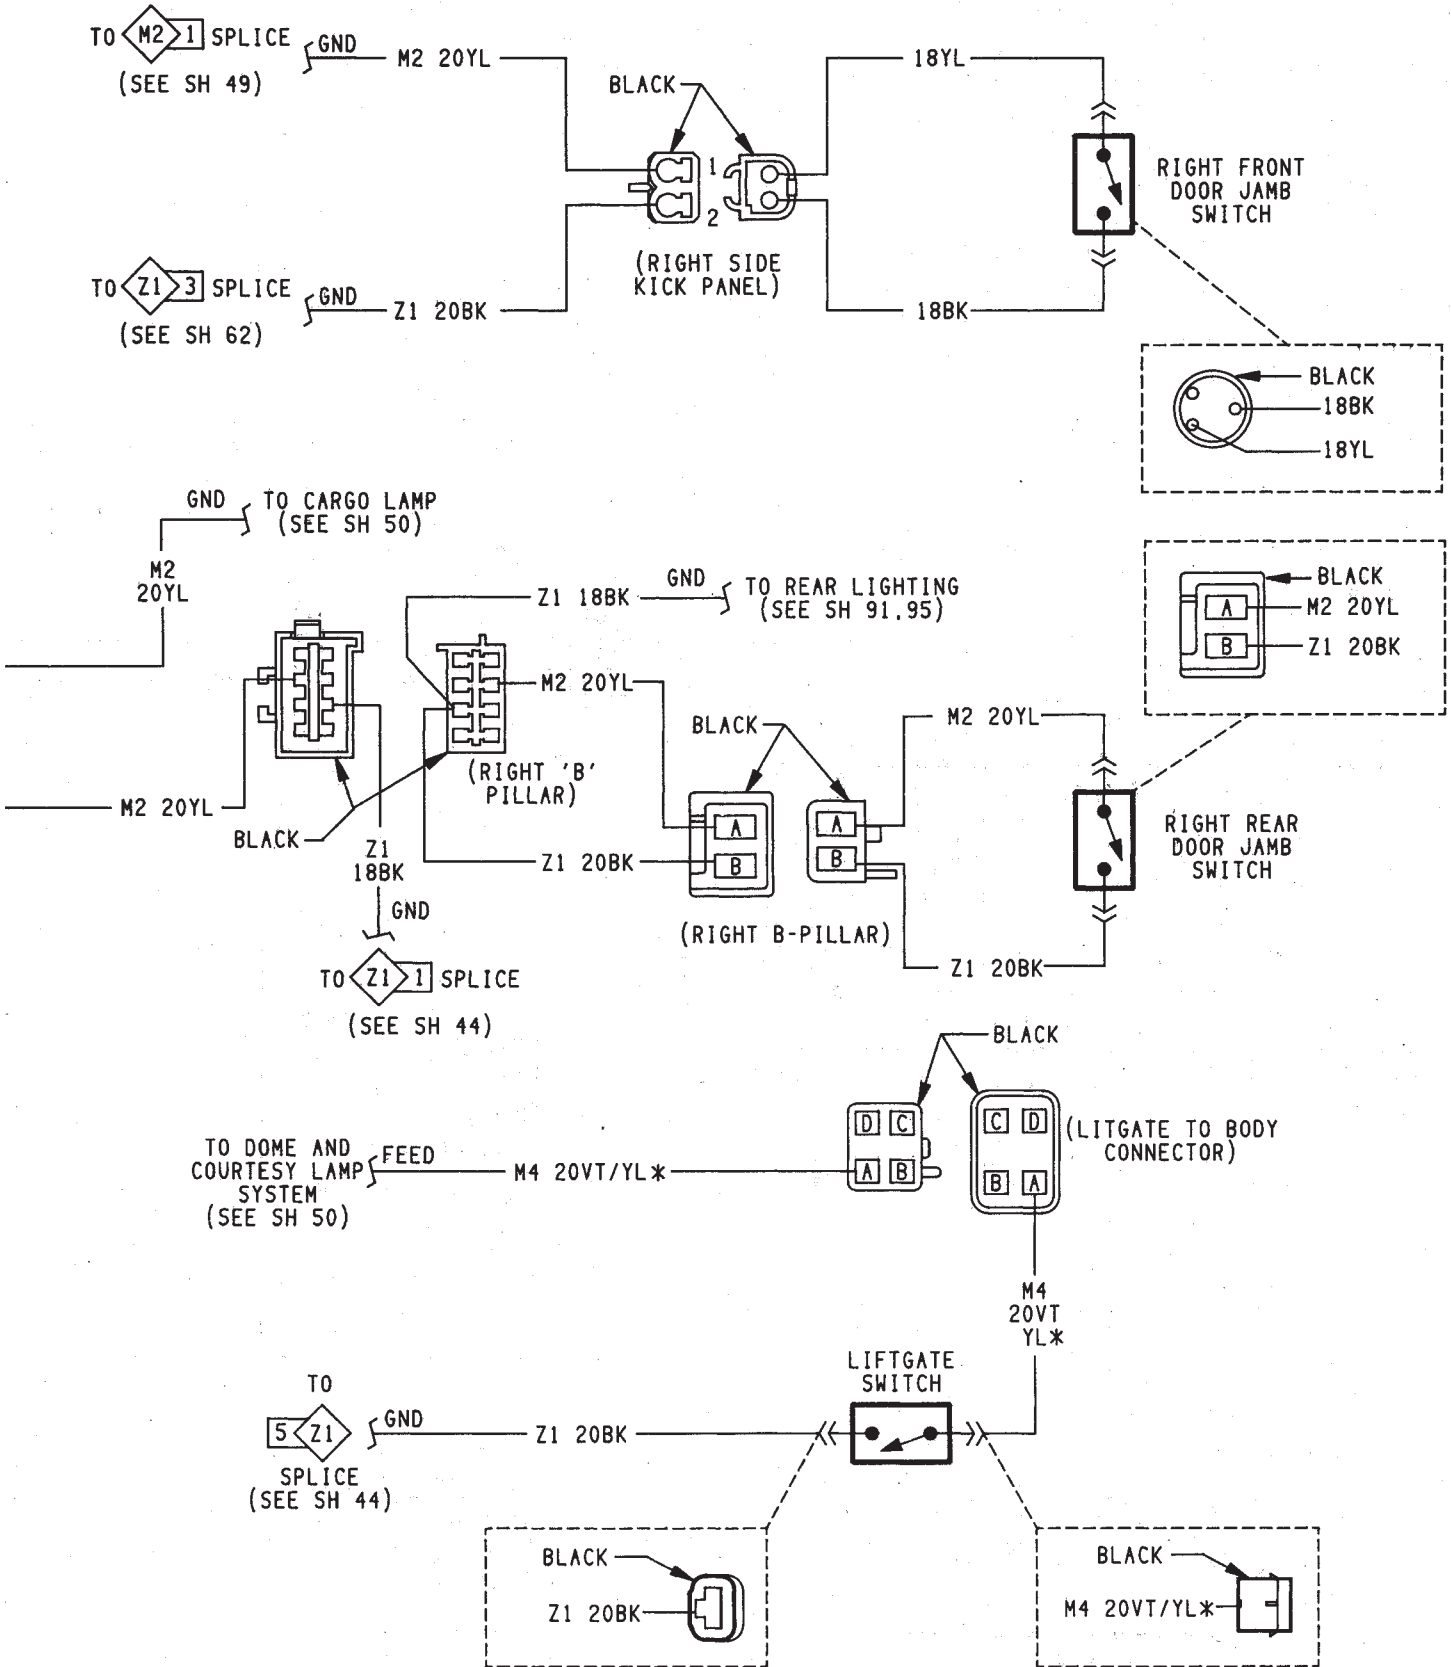 TO M2 1 SPLICE
(SEE SH 49)
GND
M2 20YL
BLACK
18YL
1
2
RIGHT FRONT
DOOR JAMB
SWITCH
(RIGHT SIDE
KICK PANEL)
TO Z1 3 SPLICE
(SEE SH 62)
GND
Z1 20BK
18BK
BLACK
18BK
18YL
GND
TO CARGO LAMP
(SEE SH 50)
M2
20YL
Z1 18BK
GND
TO REAR LIGHTING
(SEE SH 91,95)
BLACK
A
M2 20YL
B
Z1 20BK
M2 20YL
BLACK
M2 20YL
(RIGHT 'B'
PILLAR)
M2 20YL
BLACK
Z1
18BK
GND
Z1 20BK
A
B
A
B
(RIGHT B-PILLAR)
RIGHT REAR
DOOR JAMB
SWITCH
Z1 20BK
TO Z1 1 SPLICE
(SEE SH 44)
BLACK
D C
A B
C D
B A
(LITGATE TO BODY
CONNECTOR)
TO DOME AND
COURTESY LAMP
SYSTEM
(SEE SH 50)
FEED
M4 20VT/YL*
M4
20VT
YL*
LIFTGATE
SWITCH
TO
5 Z1
SPLICE
(SEE SH 44)
GND
Z1 20BK
BLACK
Z1 20BK
BLACK
M4 20VT/YL*